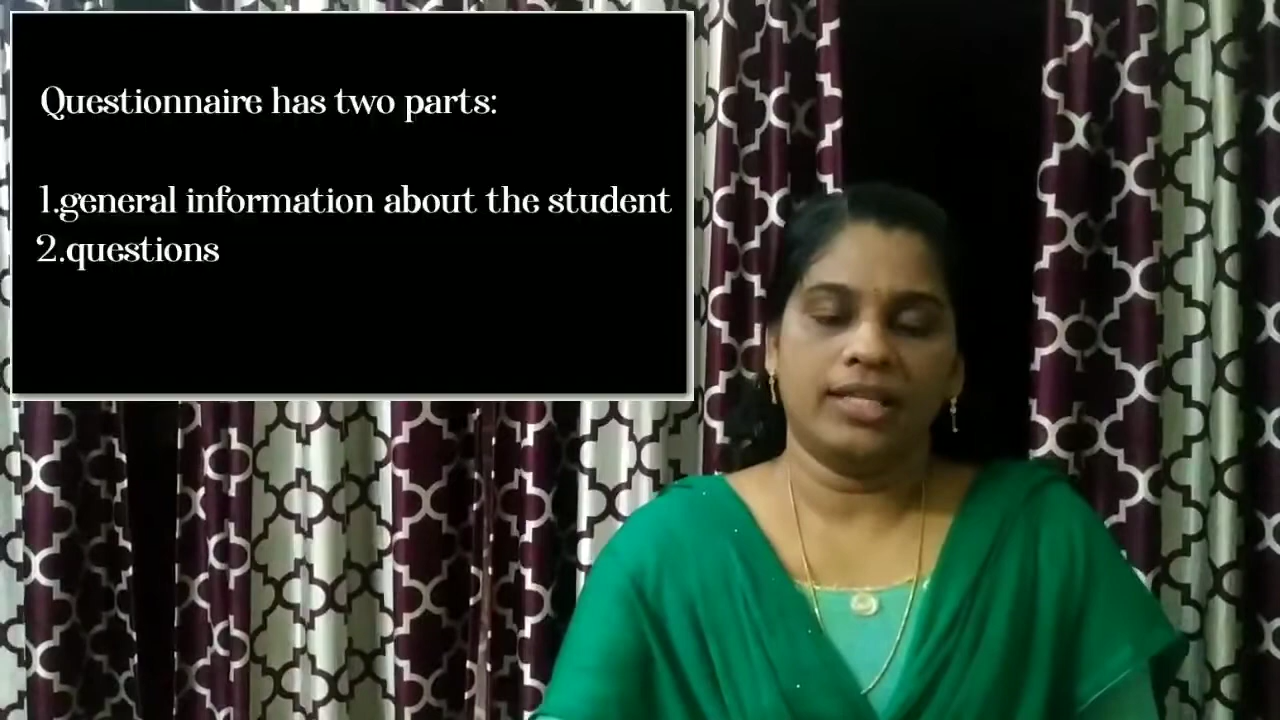 Questionnaire has two parts:
1.general information about the student
2.questions